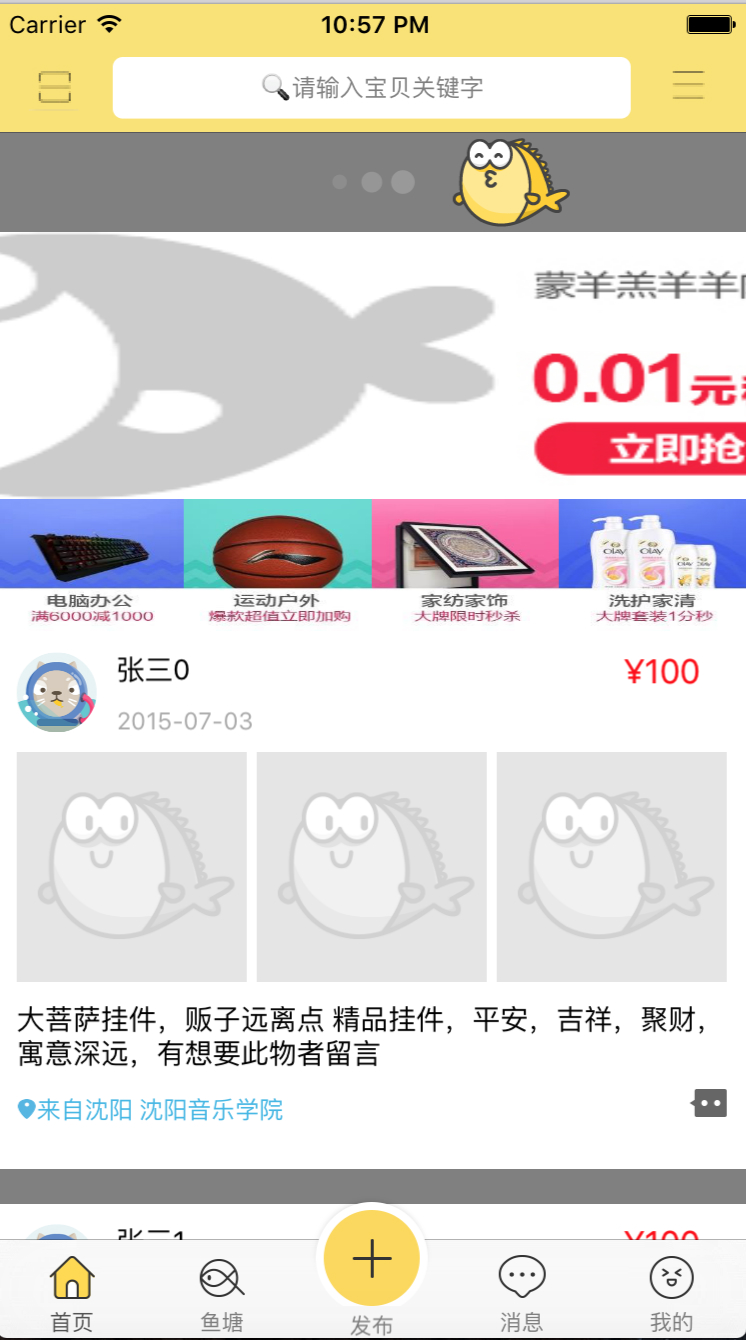 Carrier 10:57 PM
🔍请输入宝贝关键字
蒙羊羔羊羊
0.01元
立即抢
OLAY OLAY
电脑办公 运动户外 家纺家饰 洗护家清
满6000减1000 爆款超值立即加购 大牌限时秒杀 大牌套装1分秒
张三0 ¥100
2015-07-03
大菩萨挂件，贩子远离点 精品挂件，平安，吉祥，聚财，
寓意深远，有想要此物者留言
来自沈阳 沈阳音乐学院
张三1 ¥100
首页 鱼塘 发布 消息 我的